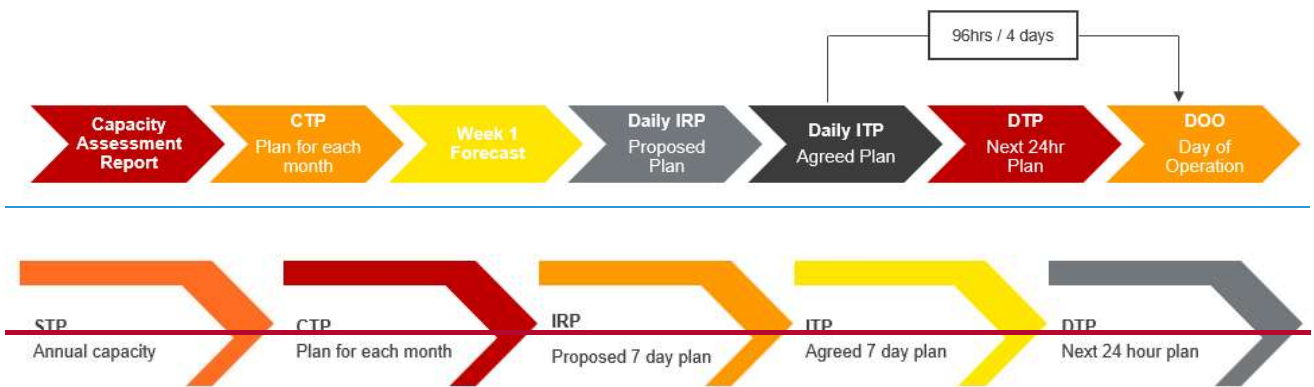 96hrs / 4 days
Capacity
Assessment
Report
CTP
Plan for each
month
Week 1
Forecast
Daily IRP
Proposed
Plan
Daily ITP
Agreed Plan
DTP
Next 24hr
Plan
DOO
Day of
Operation
STP
Annual capacity
CTP
Plan for each month
IRP
Proposed 7 day plan
ITP
Agreed 7 day plan
DTP
Next 24 hour plan